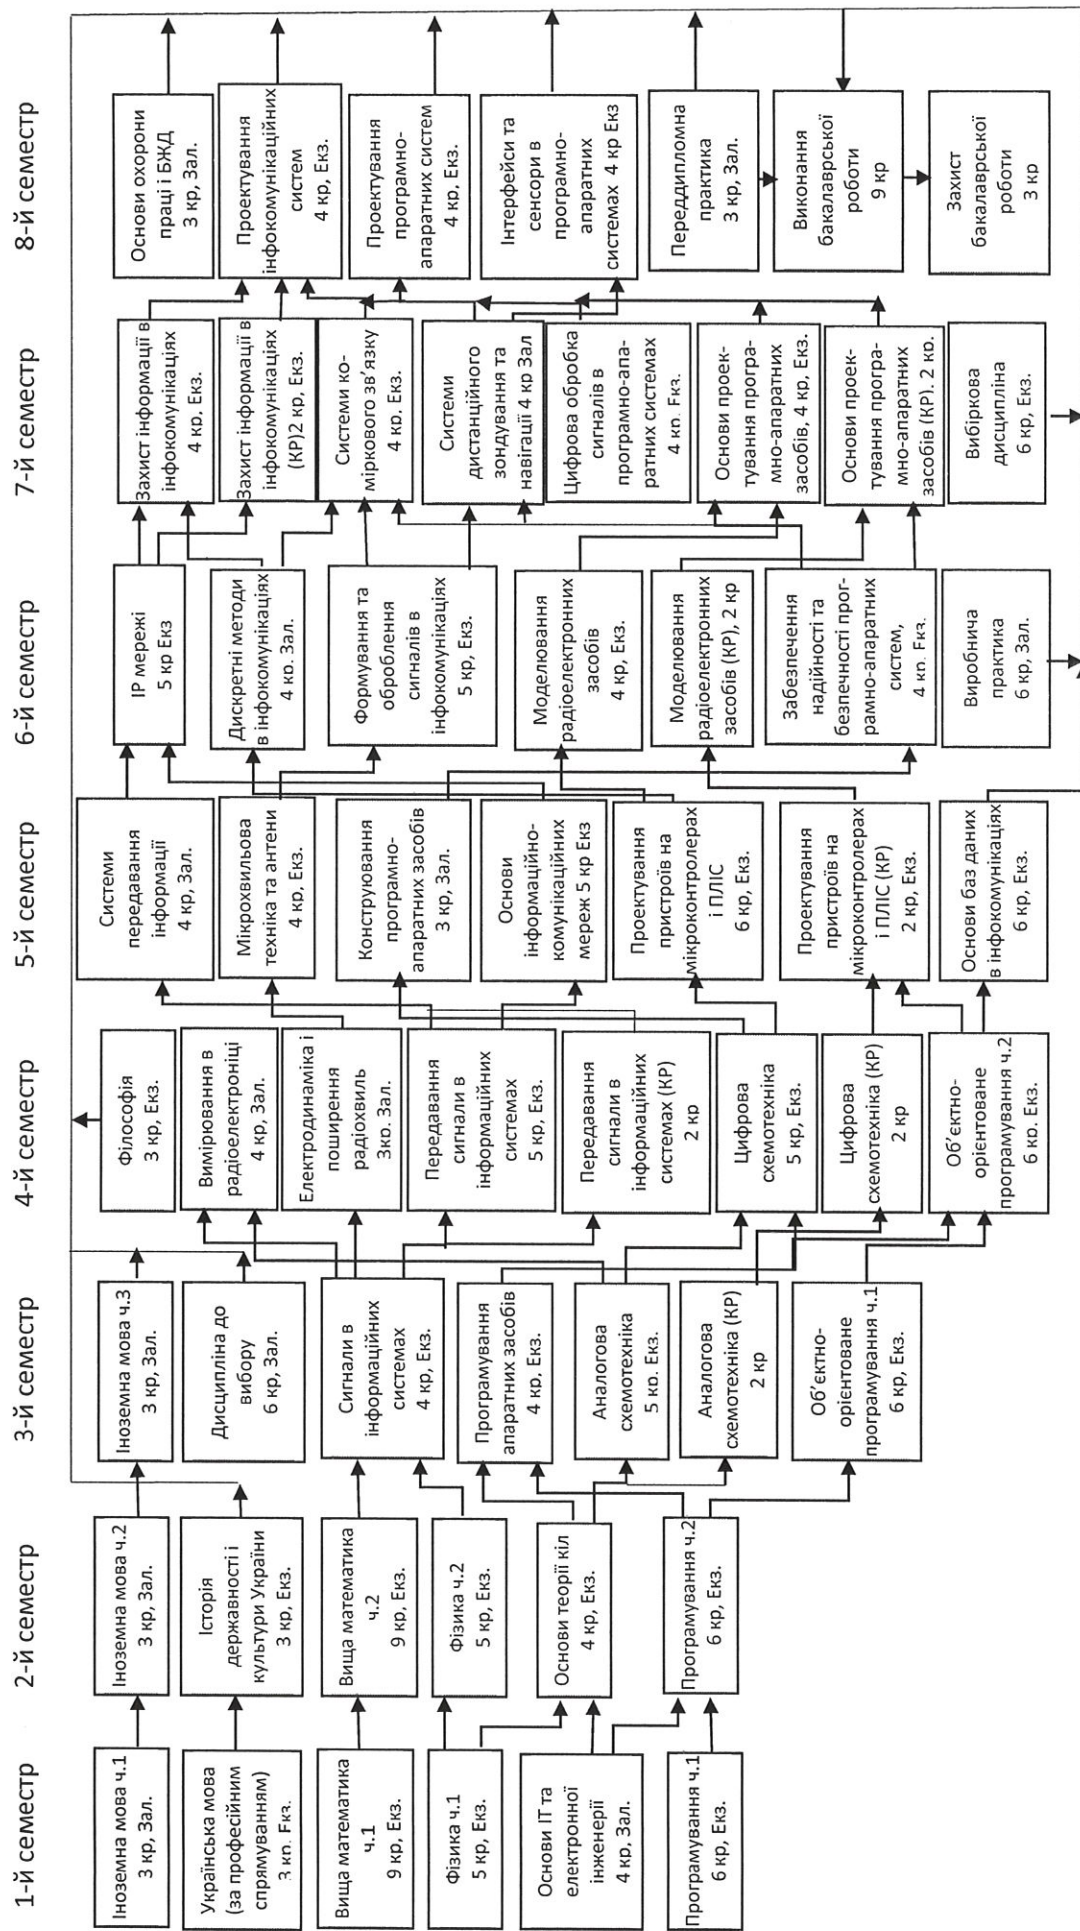 1-й семестр
Іноземна мова ч.1
3 кр, Зал.
Українська мова
(за професійним
спрямуванням)
3 кр. Екз.
Вища математика
ч.1
9 кр, Екз.
Фізика ч.1
5 кр, Екз.
Основи ІТ та
електронної
інженерії
4 кр, Зал.
Програмування ч.1
6 кр, Екз.
2-й семестр
Іноземна мова ч.2
3 кр, Зал.
Історія
державності і
культури України
3 кр, Екз.
Вища математика
ч.2
9 кр, Екз.
Фізика ч.2
5 кр, Екз.
Основи теорії кіл
4 кр, Екз.
Програмування ч.2
6 кр, Екз.
3-й семестр
Іноземна мова ч.3
3 кр, Зал.
Дисципліна до
вибору
6 кр, Зал.
Сигнали в
інформаційних
системах
4 кр, Екз.
Програмування
апаратних засобів
4 кр, Екз.
Аналогова
схемотехніка
5 кр. Екз.
Аналогова
схемотехніка (КР)
2 кр
Об’єктно-
орієнтоване
програмування ч.1
6 кр, Екз.
4-й семестр
Філософія
3 кр, Екз.
Вимірювання в
радіоелектроніці
4 кр, Зал.
Електродинаміка і
поширення
радіохвиль
3кр. Зал.
Передавання
сигнали в
інформаційних
системах
5 кр, Екз.
Передавання
сигнали в
інформаційних
системах (КР)
2 кр
Цифрова
схемотехніка
5 кр, Екз.
Цифрова
схемотехніка (КР)
2 кр
Об’єктно-
орієнтоване
програмування ч.2
6 кр. Екз.
5-й семестр
Системи
передавання
інформації
4 кр, Зал.
Мікрохвильова
техніка та антени
4 кр, Екз.
Конструювання
програмно-
апаратних засобів
3 кр, Зал.
Основи
інформаційно-
комунікаційних
мереж 5 кр Екз
Проектування
пристроїв на
мікроконтролерах
і ПЛІС
6 кр, Екз.
Проектування
пристроїв на
мікроконтролерах
і ПЛІС (КР)
2 кр, Екз.
Основи баз даних
в інфокомунікаціях
6 кр, Екз.
6-й семестр
IP мережі
5 кр Екз
Дискретні методи
в інфокомунікаціях
4 кр. Зал.
Формування та
оброблення
сигналів в
інфокомунікаціях
5 кр, Екз.
Моделювання
радіоелектронних
засобів
4 кр, Екз.
Моделювання
радіоелектронних
засобів (КР), 2 кр
Забезпечення
надійності та
безпечності прог-
рамно-апаратних
систем,
4 кр. Екз.
Виробнича
практика
6 кр, Зал.
7-й семестр
Захист інформації в
інфокомунікаціях
4 кр. Екз.
Захист інформації в
інфокомунікаціях
(КР)2 кр, Екз.
Системи ко-
міркового зв’язку
4 кр. Екз.
Системи
дистанційного
зондування та
навігації 4 кр Зал
Цифрова обробка
сигналів в
програмно-апа-
ратних системах
4 кр. Екз.
Основи проек-
тування програ-
мно-апаратних
засобів, 4 кр, Екз.
Основи проек-
тування програ-
мно-апаратних
засобів (КР). 2 кр.
Вибіркова
дисципліна
6 кр, Екз.
8-й семестр
Основи охорони
праці і БЖД
3 кр, Зал.
Проектування
інфокомунікаційних
систем
4 кр, Екз.
Проектування
програмно-
апаратних систем
4 кр, Екз.
Інтерфейси та
сенсори в
програмно-
апаратних
системах 4 кр Екз
Переддипломна
практика
3 кр, Зал.
Виконання
бакалаврської
роботи
9 кр
Захист
бакалаврської
роботи
3 кр